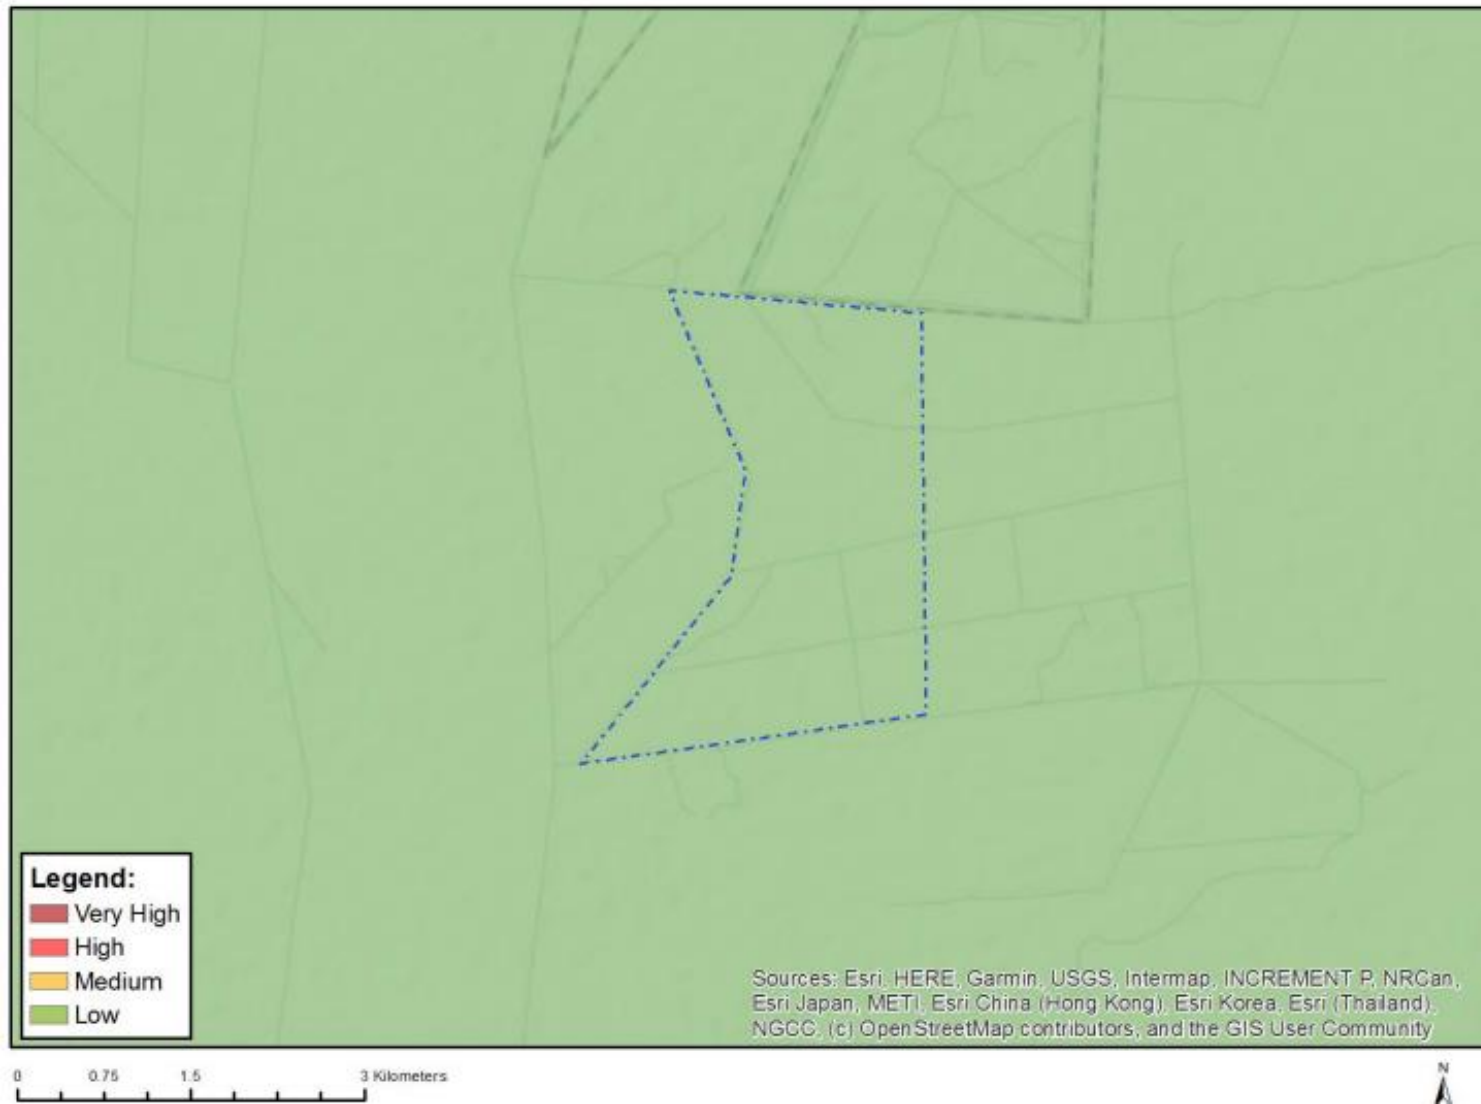 Legend:
Very High
High
Medium
Low
Sources: Esri, HERE, Garmin, USGS, Intermap, INCREMENT P, NRCan,
Esri Japan, METI, Esri China (Hong Kong), Esri Korea, Esri (Thailand),
NGCC, (c) OpenStreetMap contributors, and the GIS User Community
0 0.75 1.5 3 Kilometers
N